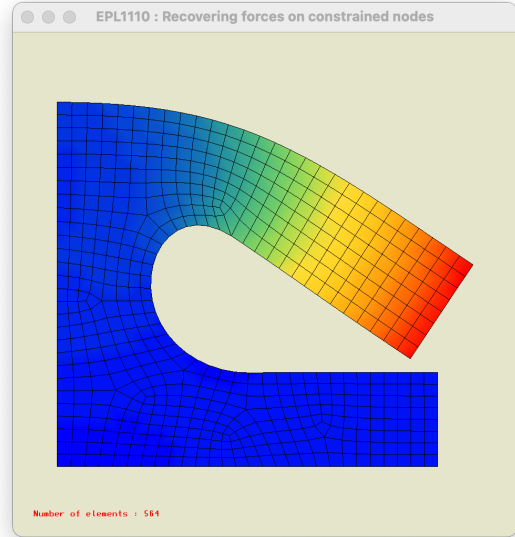 EPL1110 : Recovering forces on constrained nodes
Number of elements : 564